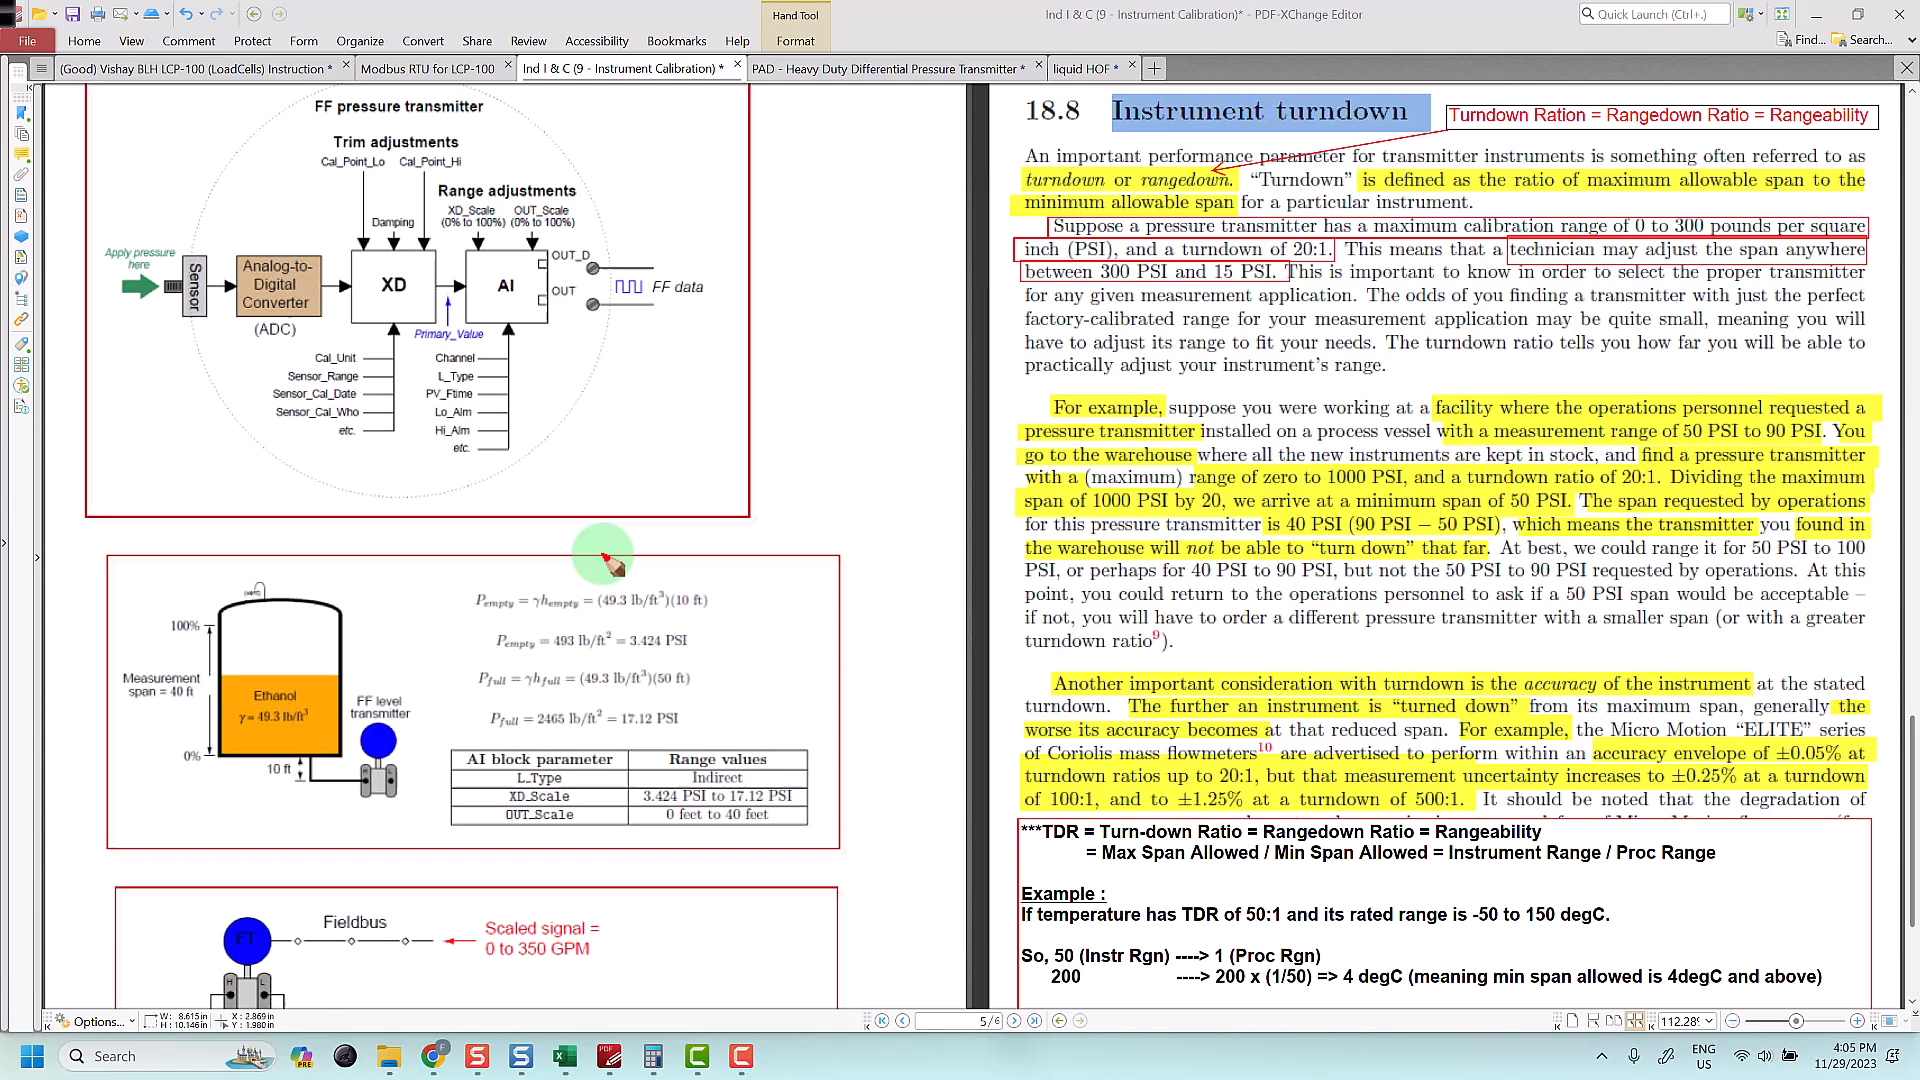 Hand Tool
Ind I & C (9 - Instrument Calibration)* - PDF-XChange Editor
Quick Launch (Ctrl+.)
File
Home
View
Comment
Protect
Form
Organize
Convert
Share
Review
Accessibility
Bookmarks
Help
Format
Find...
Search...
(Good) Vishay BLH LCP-100 (LoadCells) Instruction *
Modbus RTU for LCP-100
Ind I & C (9 - Instrument Calibration) *
PAD - Heavy Duty Differential Pressure Transmitter *
liquid HOF *
FF pressure transmitter
Trim adjustments
Cal_Point_Lo Cal_Point_Hi
Range adjustments
XD_Scale OUT_Scale
(0% to 100%) (0% to 100%)
Damping
Apply pressure
here
Sensor
Analog-to-
Digital
Converter
(ADC)
XD
AI
OUT_D
OUT
FF data
Primary_Value
Cal_Unit
Sensor_Range
Sensor_Cal_Date
Sensor_Cal_Who
etc.
Channel
L_Type
PV_Ftime
Lo_Alm
Hi_Alm
etc.
(vent)
100%
Measurement
span = 40 ft
Ethanol
γ = 49.3 lb/ft³
FF level
transmitter
0%
10 ft
H L
P_empty = γh_empty = (49.3 lb/ft³)(10 ft)
P_empty = 493 lb/ft² = 3.424 PSI
P_full = γh_full = (49.3 lb/ft³)(50 ft)
P_full = 2465 lb/ft² = 17.12 PSI
AI block parameter Range values
L_Type Indirect
XD_Scale 3.424 PSI to 17.12 PSI
OUT_Scale 0 feet to 40 feet
FT
Fieldbus
Scaled signal =
0 to 350 GPM
H L
18.8 Instrument turndown
Turndown Ration = Rangedown Ratio = Rangeability
An important performance parameter for transmitter instruments is something often referred to as
turndown or rangedown. “Turndown” is defined as the ratio of maximum allowable span to the
minimum allowable span for a particular instrument.
Suppose a pressure transmitter has a maximum calibration range of 0 to 300 pounds per square
inch (PSI), and a turndown of 20:1. This means that a technician may adjust the span anywhere
between 300 PSI and 15 PSI. This is important to know in order to select the proper transmitter
for any given measurement application. The odds of you finding a transmitter with just the perfect
factory-calibrated range for your measurement application may be quite small, meaning you will
have to adjust its range to fit your needs. The turndown ratio tells you how far you will be able to
practically adjust your instrument’s range.
For example, suppose you were working at a facility where the operations personnel requested a
pressure transmitter installed on a process vessel with a measurement range of 50 PSI to 90 PSI. You
go to the warehouse where all the new instruments are kept in stock, and find a pressure transmitter
with a (maximum) range of zero to 1000 PSI, and a turndown ratio of 20:1. Dividing the maximum
span of 1000 PSI by 20, we arrive at a minimum span of 50 PSI. The span requested by operations
for this pressure transmitter is 40 PSI (90 PSI − 50 PSI), which means the transmitter you found in
the warehouse will not be able to “turn down” that far. At best, we could range it for 50 PSI to 100
PSI, or perhaps for 40 PSI to 90 PSI, but not the 50 PSI to 90 PSI requested by operations. At this
point, you could return to the operations personnel to ask if a 50 PSI span would be acceptable –
if not, you will have to order a different pressure transmitter with a smaller span (or with a greater
turndown ratio⁹).
Another important consideration with turndown is the accuracy of the instrument at the stated
turndown. The further an instrument is “turned down” from its maximum span, generally the
worse its accuracy becomes at that reduced span. For example, the Micro Motion “ELITE” series
of Coriolis mass flowmeters¹⁰ are advertised to perform within an accuracy envelope of ±0.05% at
turndown ratios up to 20:1, but that measurement uncertainty increases to ±0.25% at a turndown
of 100:1, and to ±1.25% at a turndown of 500:1. It should be noted that the degradation of
***TDR = Turn-down Ratio = Rangedown Ratio = Rangeability
= Max Span Allowed / Min Span Allowed = Instrument Range / Proc Range
Example :
If temperature has TDR of 50:1 and its rated range is -50 to 150 degC.
So, 50 (Instr Rgn) ----> 1 (Proc Rgn)
200 ----> 200 x (1/50) => 4 degC (meaning min span allowed is 4degC and above)
Options...
W: 8.615in
H: 10.146in
X: 2.869in
Y: 1.980in
5/6
112.28%
Search
PRE
PDF
ENG
US
4:05 PM
11/29/2023